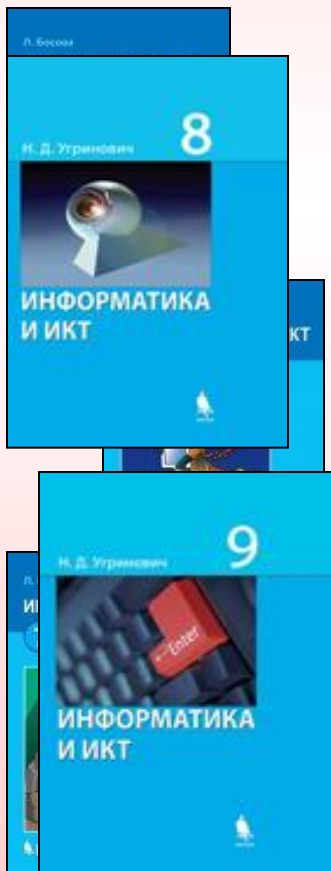 Л. Босова
8
Н. Д. Угринович
ИНФОРМАТИКА
И ИКТ
КТ
9
Н. Д. Угринович
Enter
Л.
И
ИНФОРМАТИКА
И ИКТ